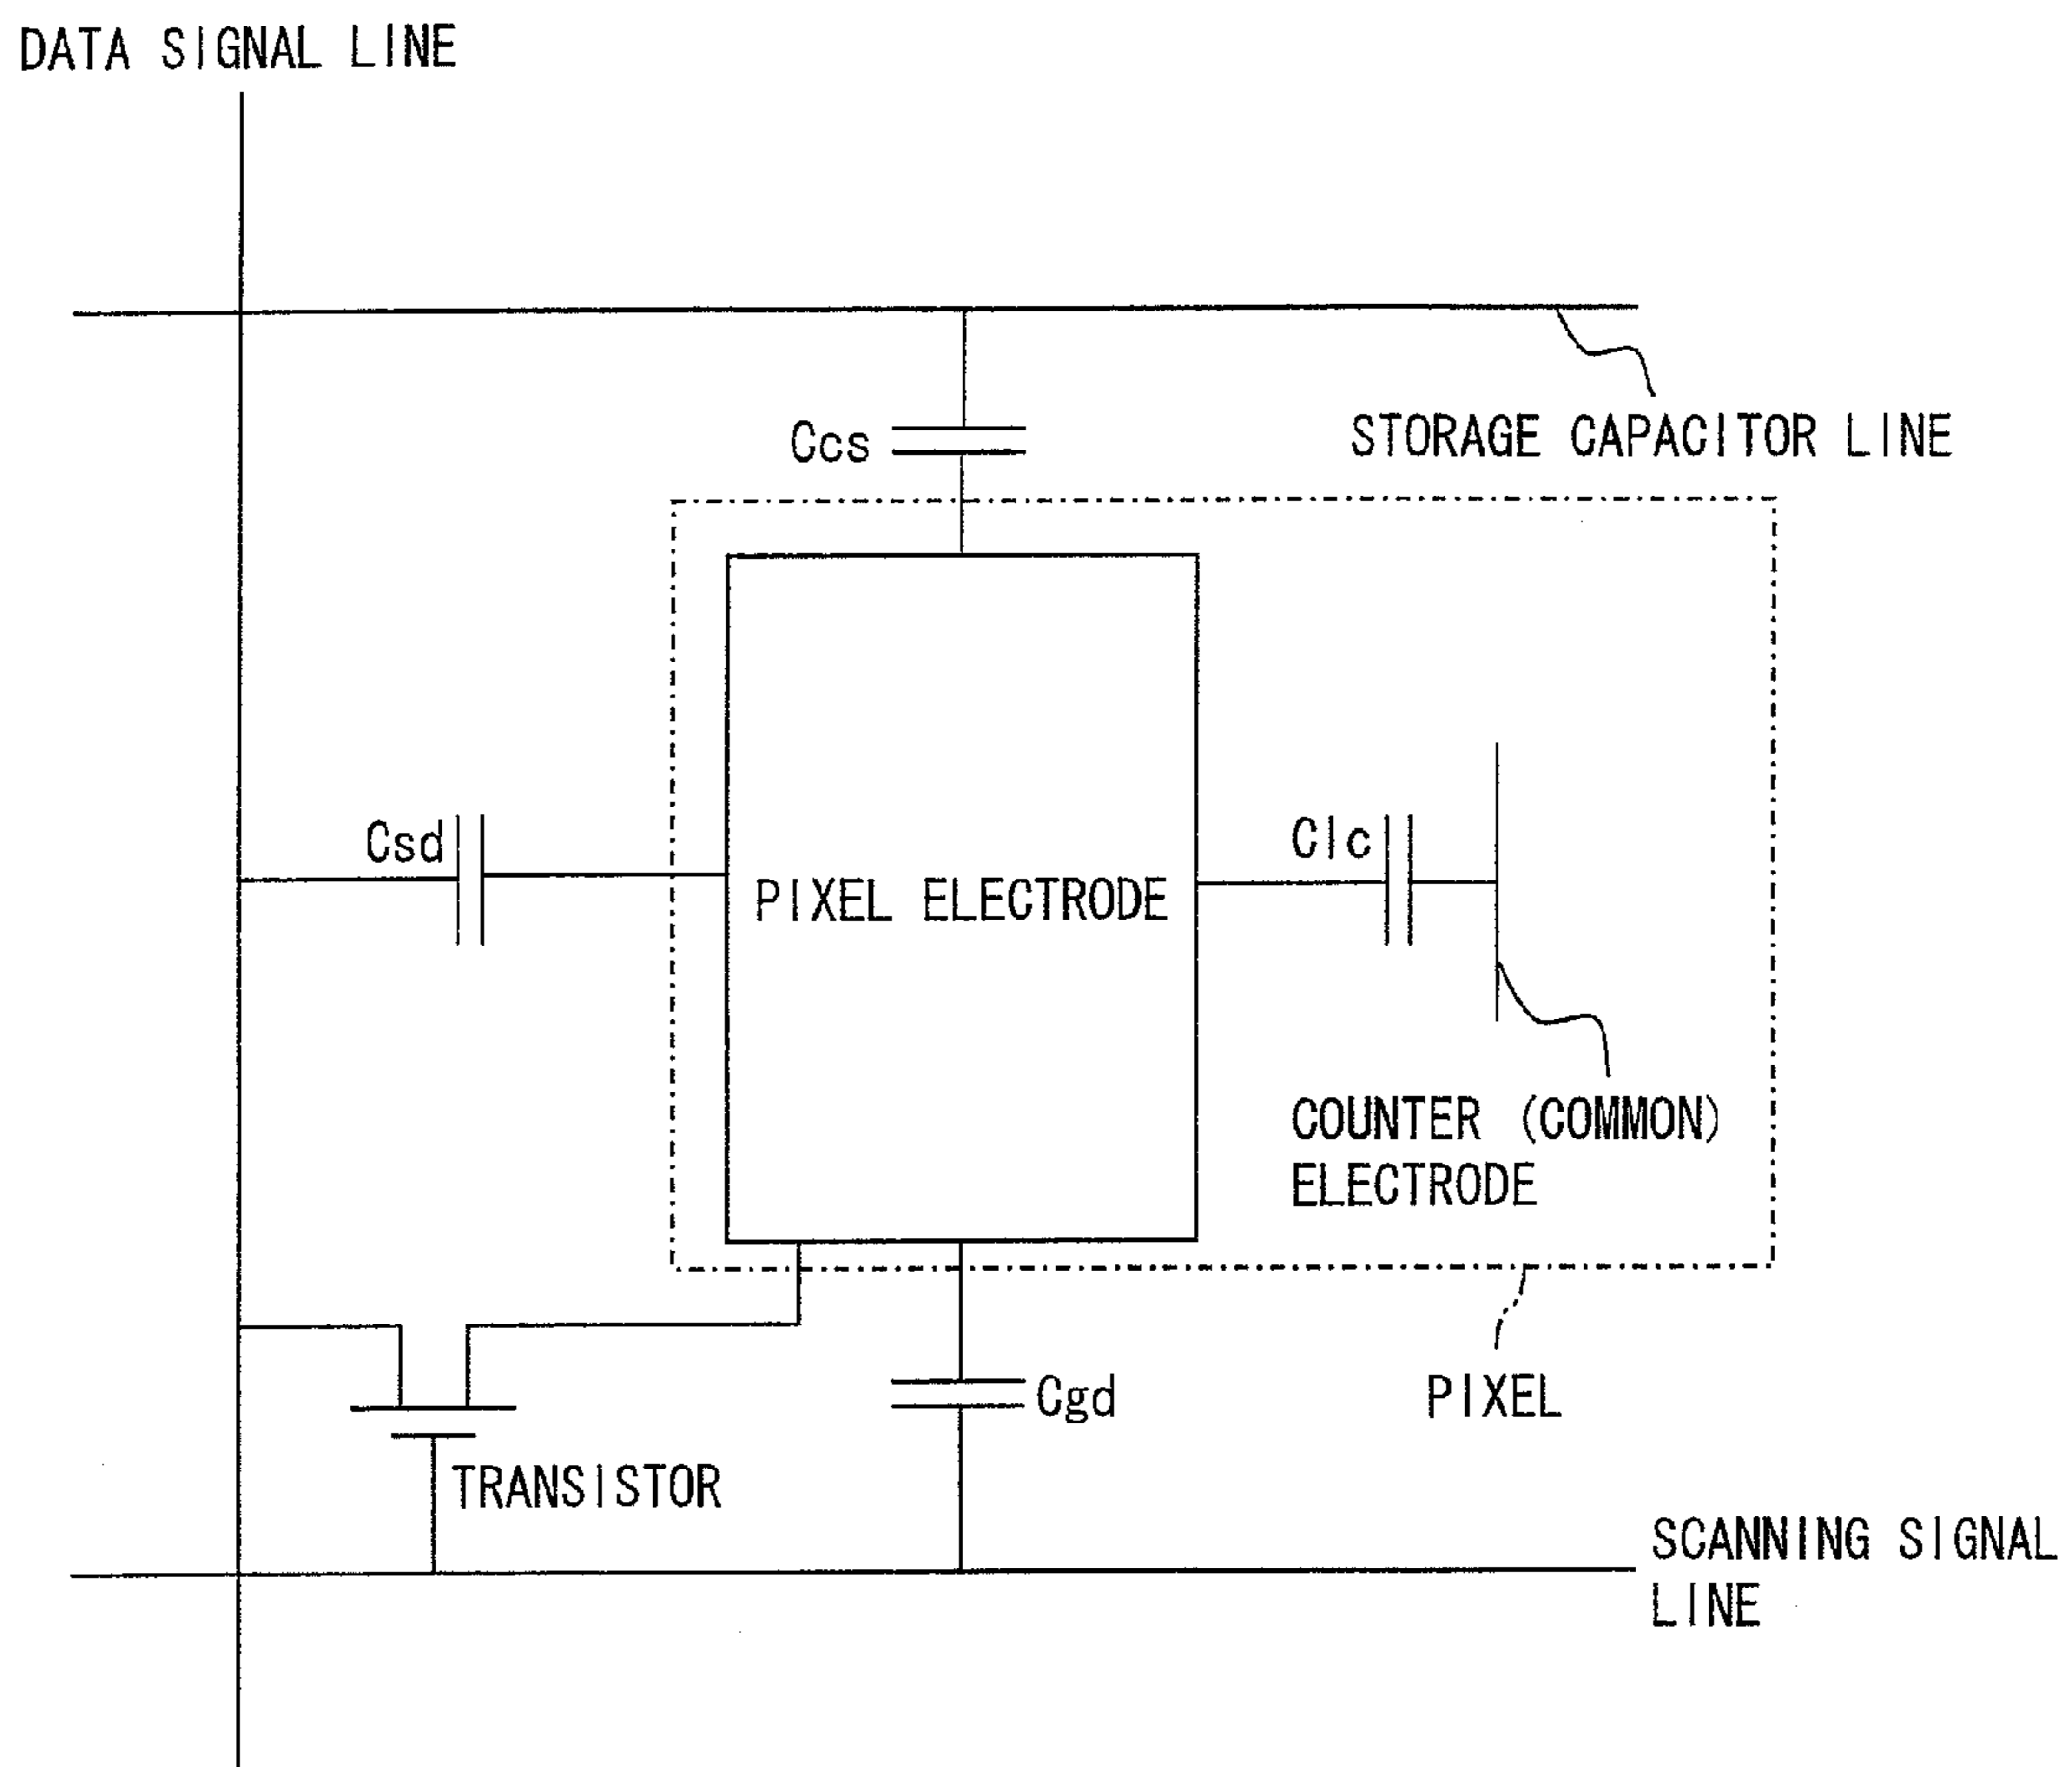 DATA SIGNAL LINE
Ccs
STORAGE CAPACITOR LINE
Csd
Clc
PIXEL ELECTRODE
COUNTER (COMMON)
ELECTRODE
Cgd
PIXEL
TRANSISTOR
SCANNING SIGNAL
LINE